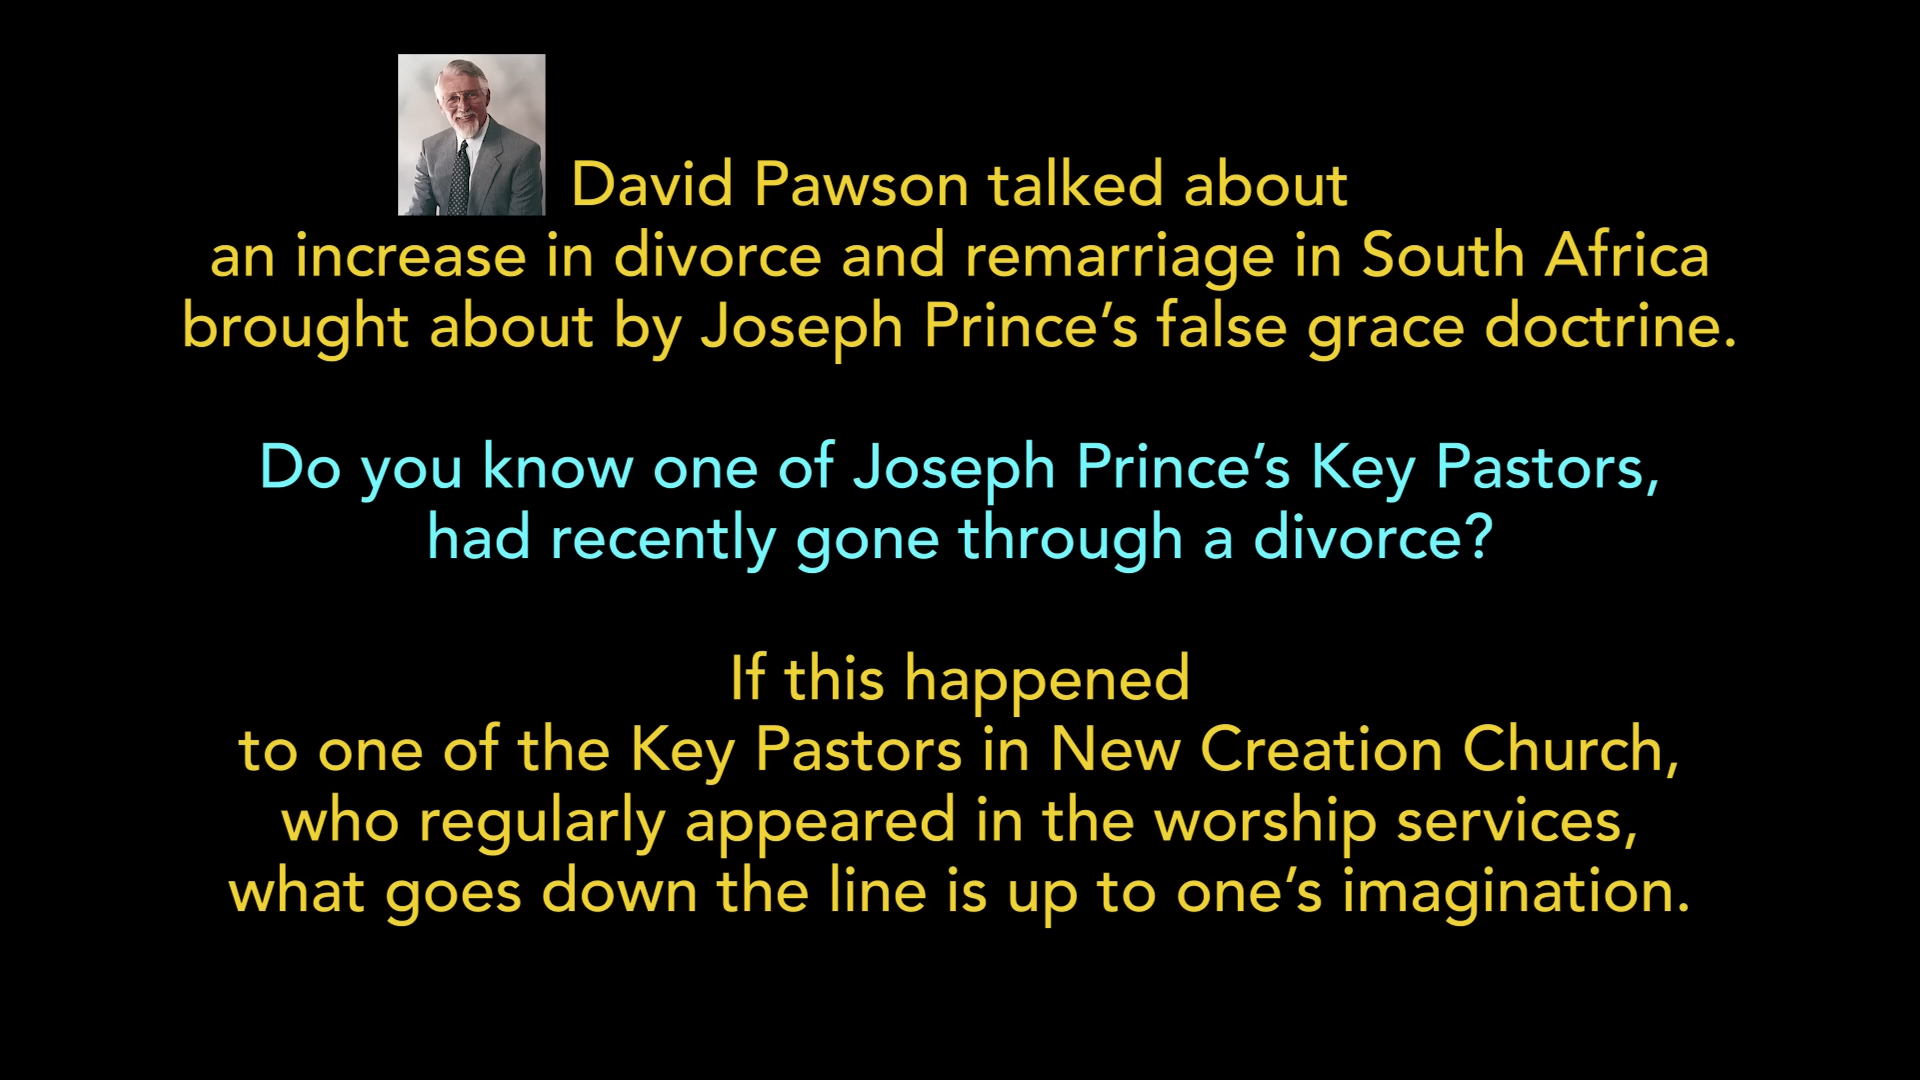 David Pawson talked about
an increase in divorce and remarriage in South Africa
brought about by Joseph Prince’s false grace doctrine.
Do you know one of Joseph Prince’s Key Pastors,
had recently gone through a divorce?
If this happened
to one of the Key Pastors in New Creation Church,
who regularly appeared in the worship services,
what goes down the line is up to one’s imagination.